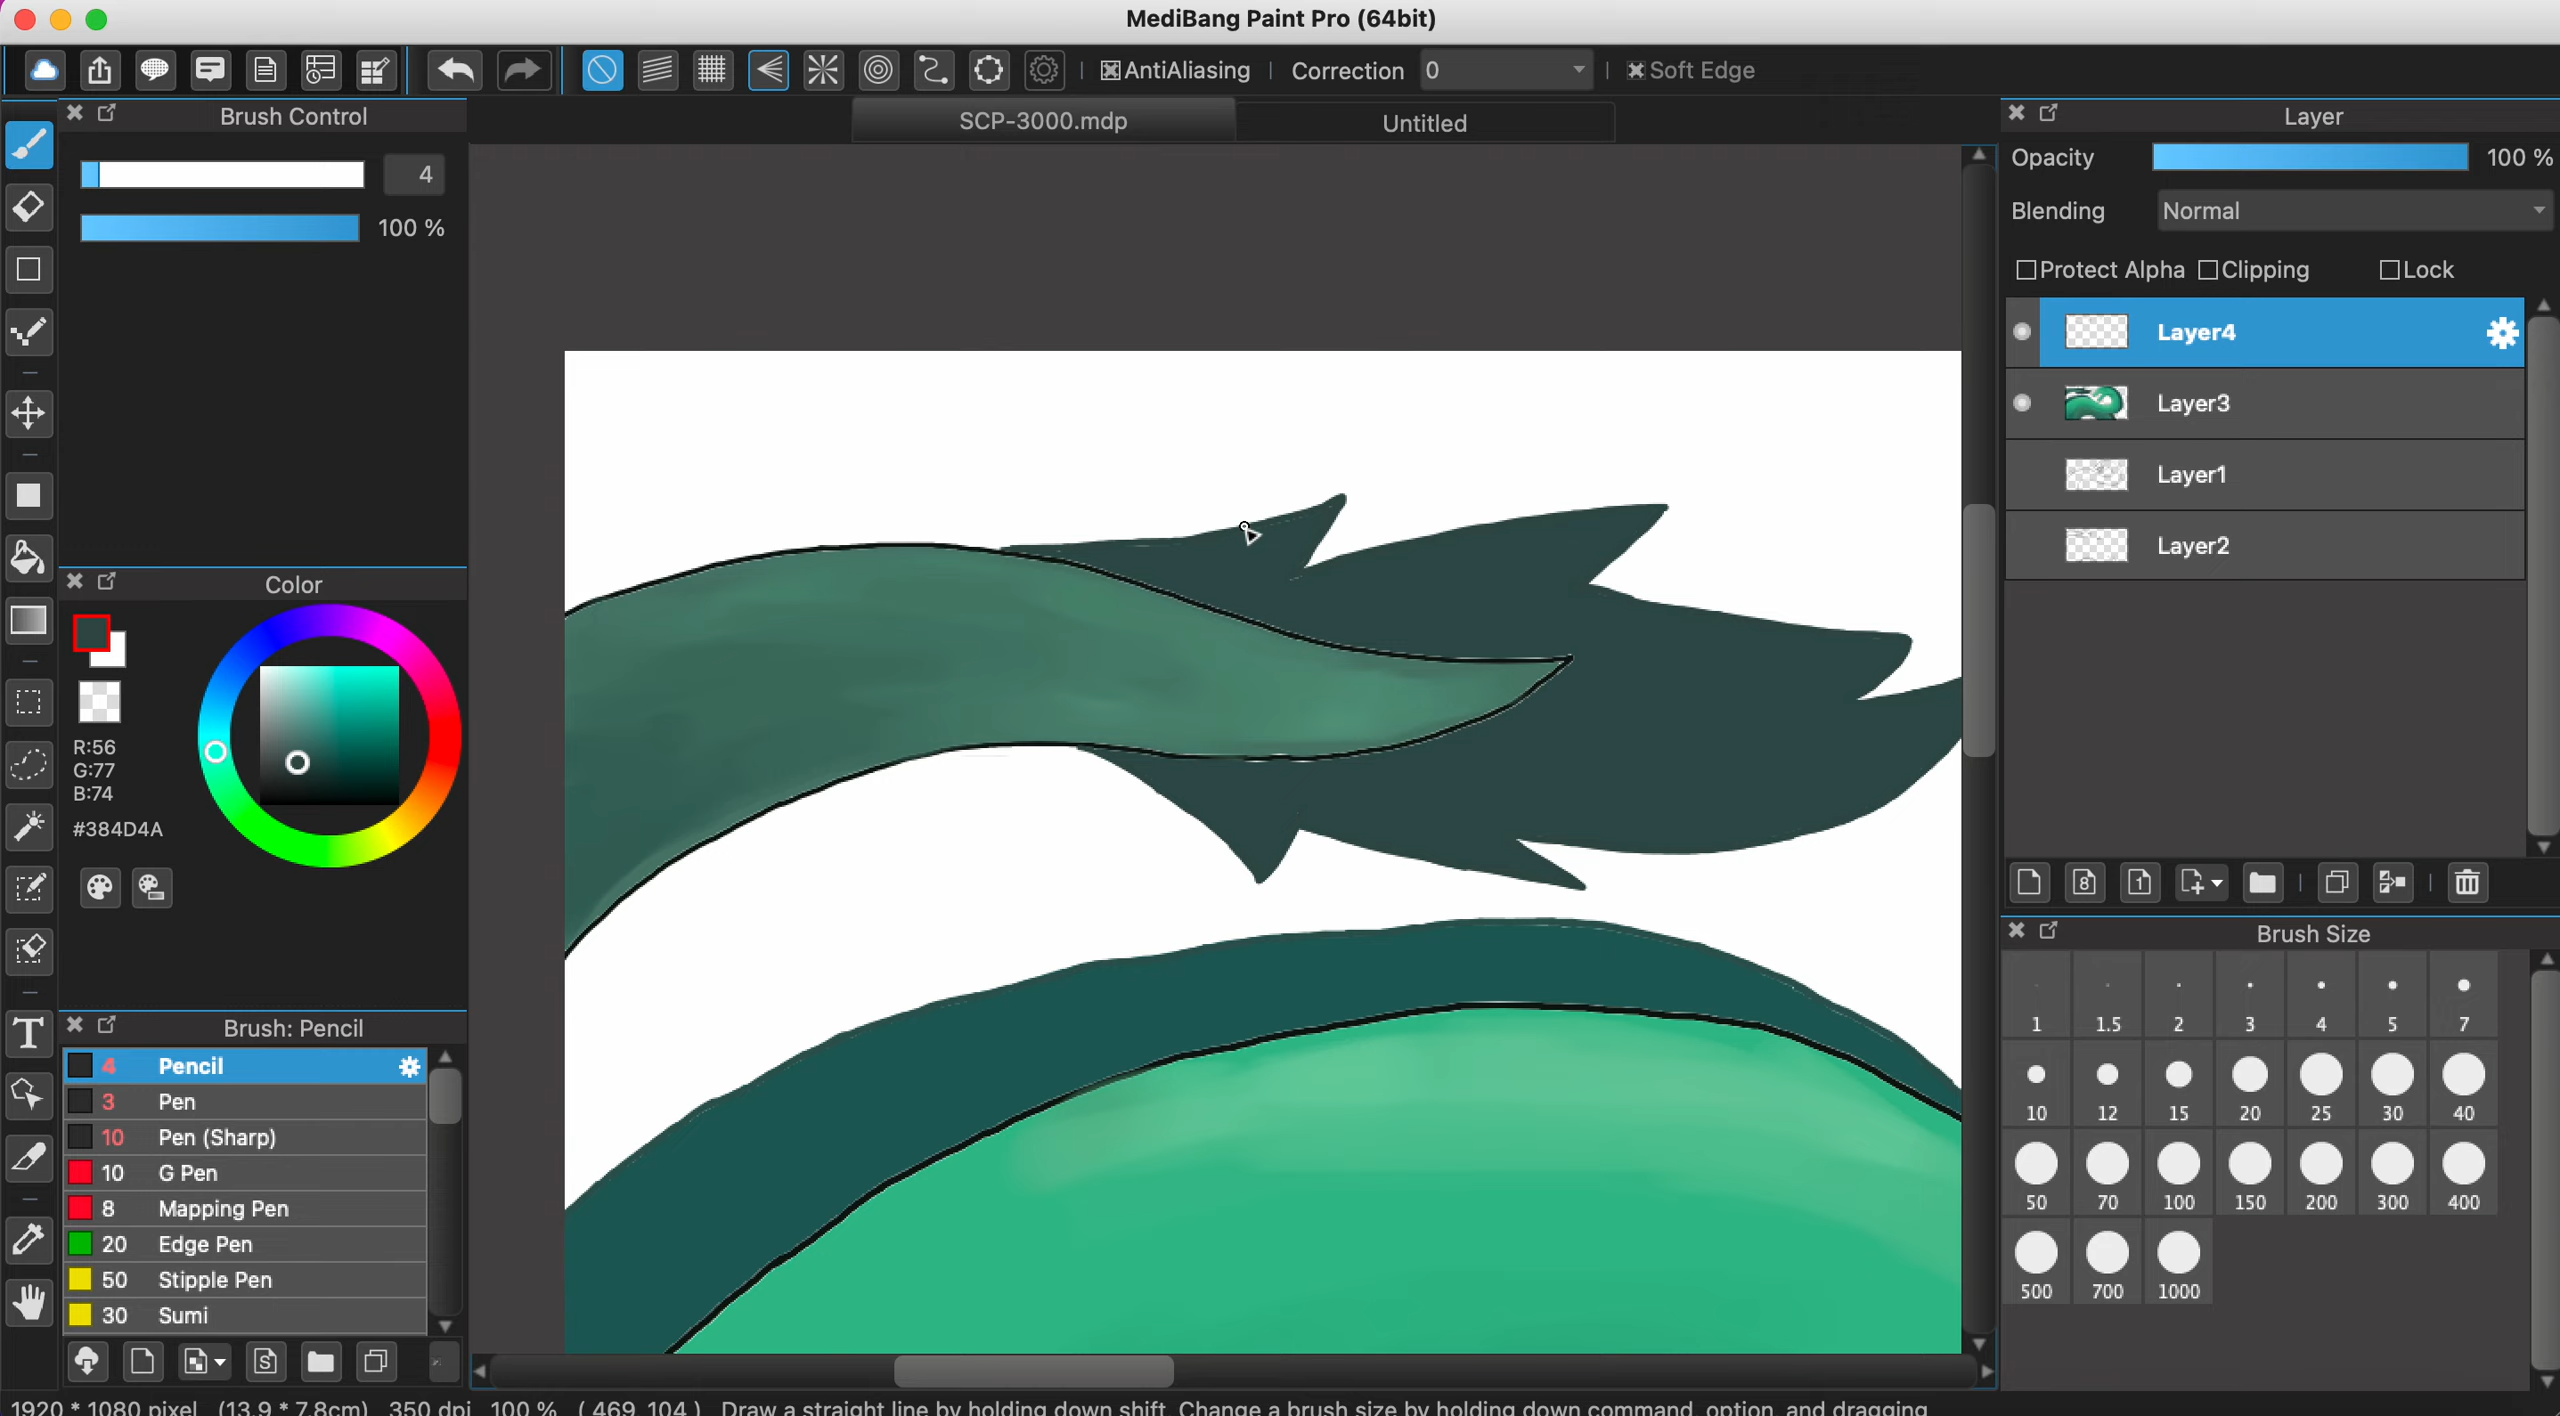 MediBang Paint Pro (64bit)
AntiAliasing
Correction
0
Soft Edge
Brush Control
4
100 %
SCP-3000.mdp
Untitled
Layer
Opacity
100 %
Blending
Normal
Protect Alpha
Clipping
Lock
Layer4
Layer3
Layer1
Layer2
8
1
Color
R:56
G:77
B:74
#384D4A
Brush: Pencil
4 Pencil
3 Pen
10 Pen (Sharp)
10 G Pen
8 Mapping Pen
20 Edge Pen
50 Stipple Pen
30 Sumi
T
S
Brush Size
1 1.5 2 3 4 5 7
10 12 15 20 25 30 40
50 70 100 150 200 300 400
500 700 1000
1920 * 1080 pixel (13.9 * 7.8cm) 350 dpi 100 % ( 469, 104 ) Draw a straight line by holding down shift, Change a brush size by holding down command, option, and dragging